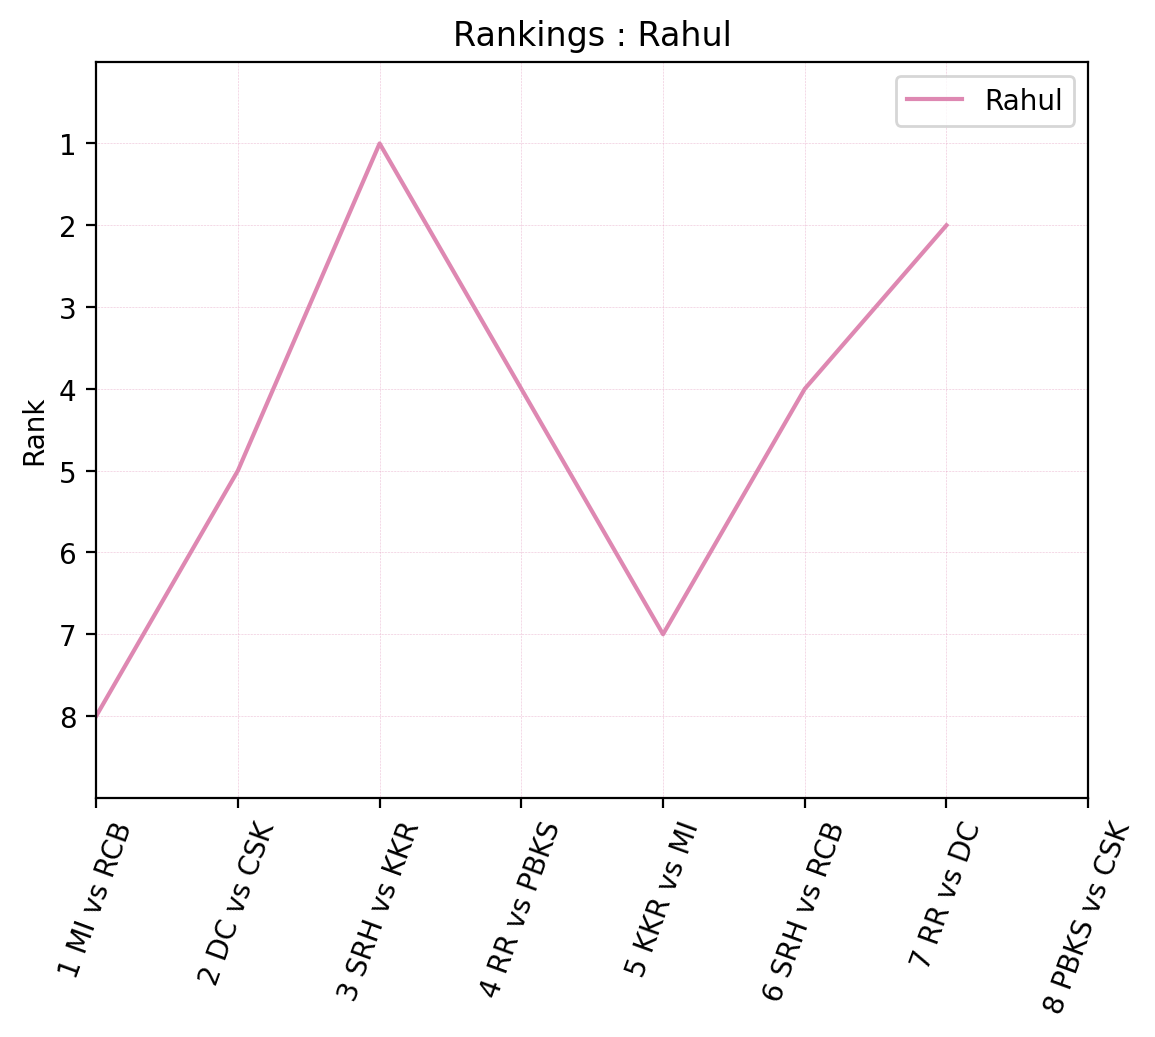 Rankings : Rahul
Rahul
Rank
1
2
3
4
5
6
7
8
1 MI vs RCB
2 DC vs CSK
3 SRH vs KKR
4 RR vs PBKS
5 KKR vs MI
6 SRH vs RCB
7 RR vs DC
8 PBKS vs CSK